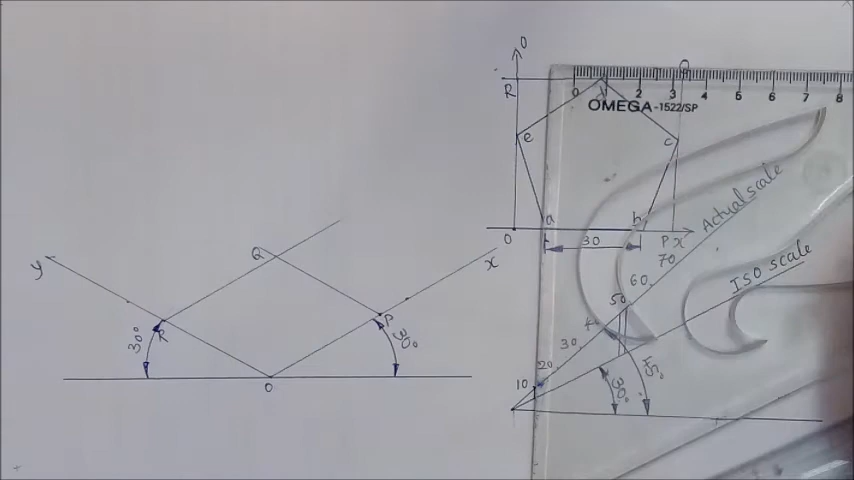 y
R
30°
Q
P
30°
x
O
O
R
d
Q
e
c
a
b
O
30
P x
0 1 2 3 4 5 6 7 8
OMEGA-1522/SP
Actual scale
ISO scale
70
60
50
30
20
10
30°
45°